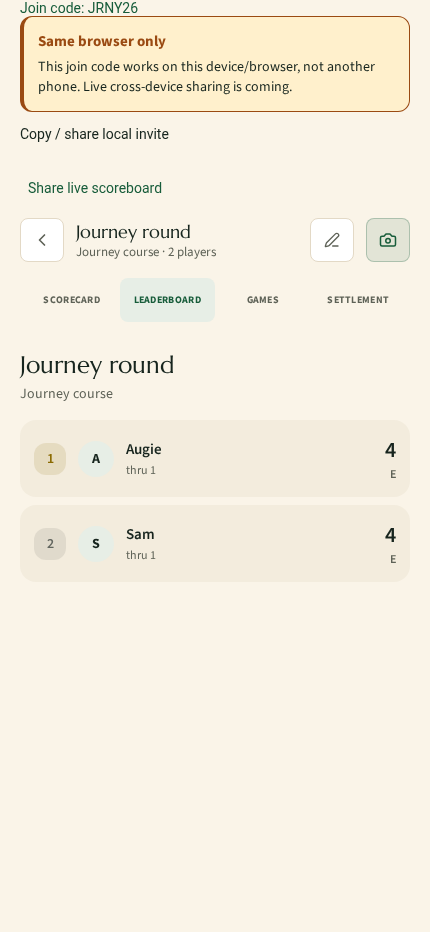 Join code: JRNY26
Same browser only
This join code works on this device/browser, not another
phone. Live cross-device sharing is coming.
Copy / share local invite
Share live scoreboard
Journey round
Journey course · 2 players
SCORECARD LEADERBOARD GAMES SETTLEMENT
Journey round
Journey course
1 A Augie 4
thru 1 E
2 S Sam 4
thru 1 E